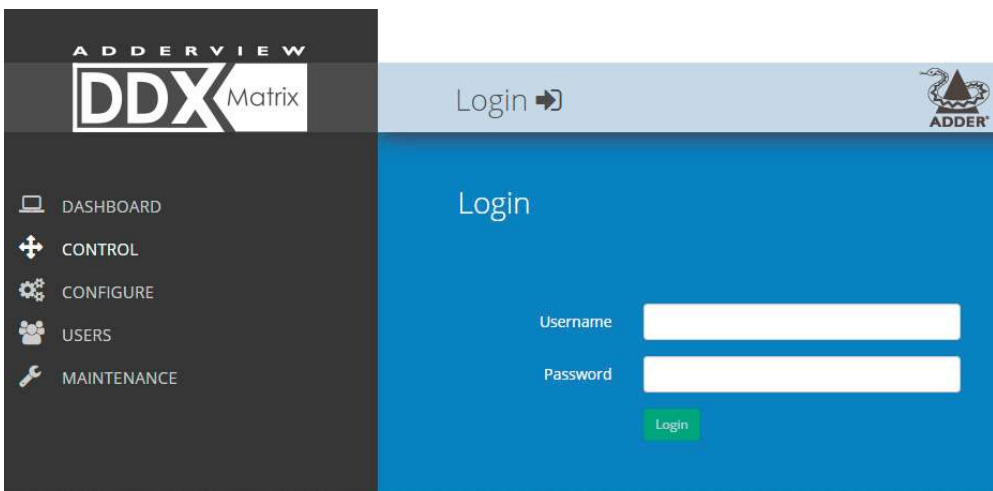 ADDERVIEW
DDX Matrix
Login
ADDER®
DASHBOARD
CONTROL
CONFIGURE
USERS
MAINTENANCE
Login
Username
Password
Login